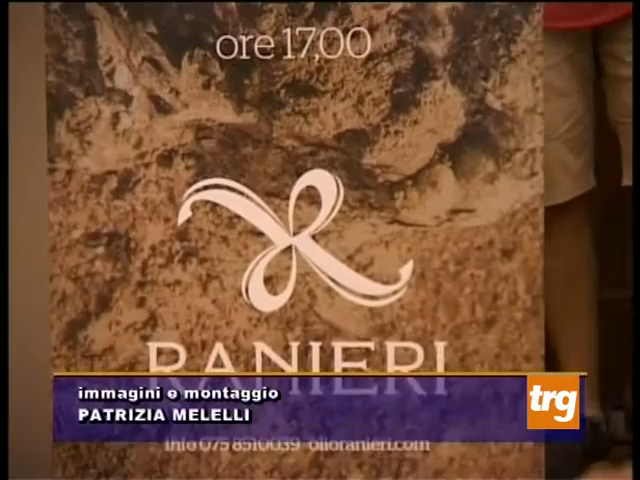 ore 17,00
RANIERI
immagini e montaggio
PATRIZIA MELELLI
trg
info 075 8510039 olioranieri.com